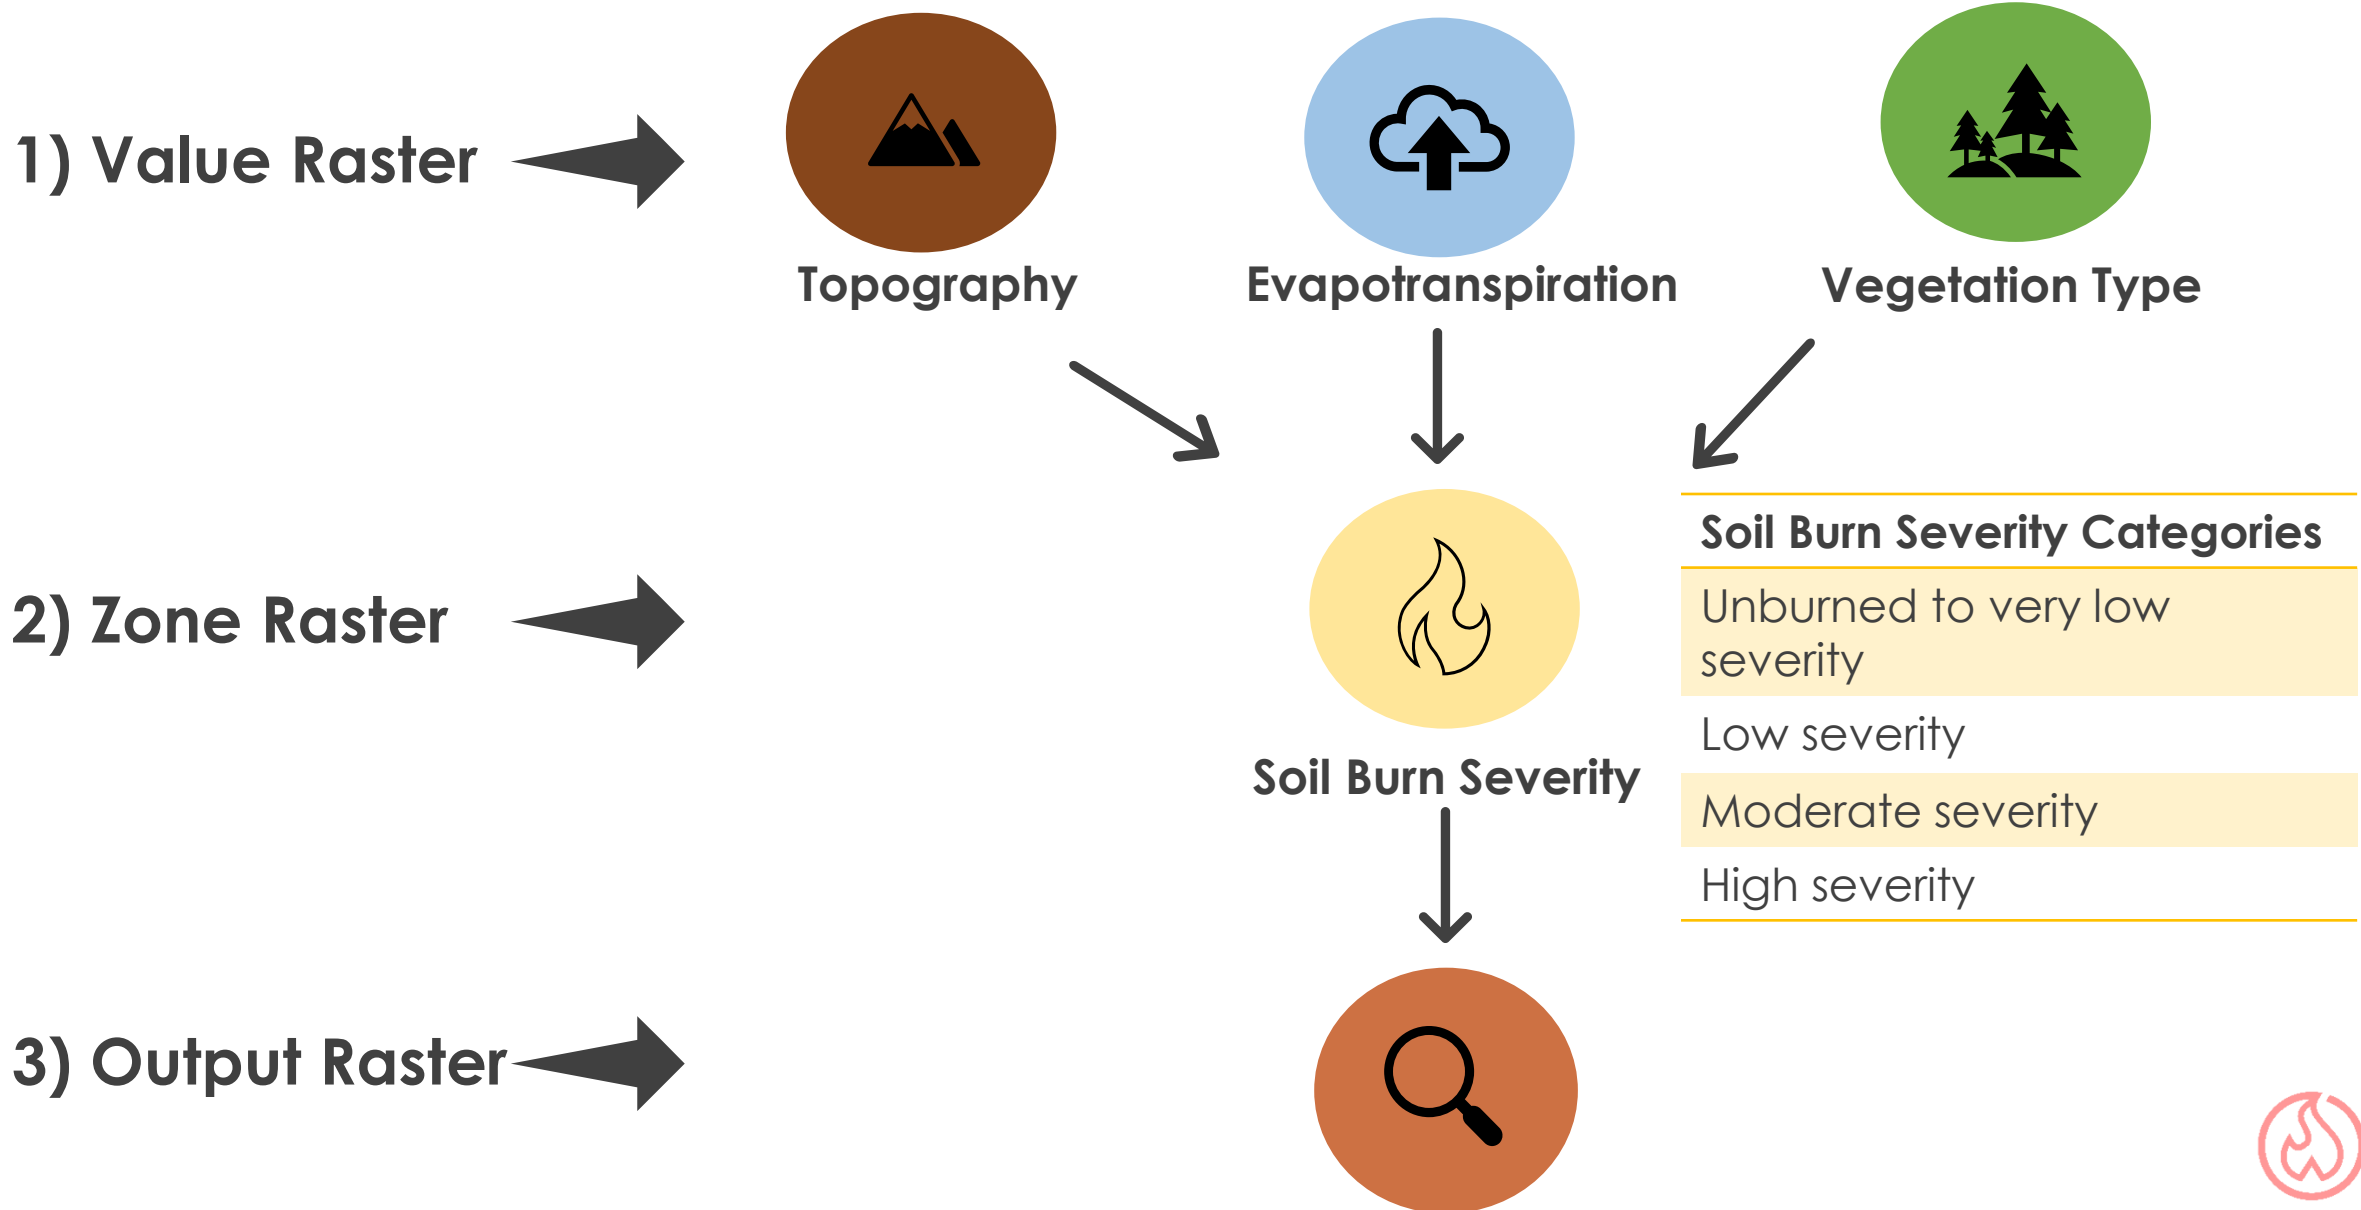 1) Value Raster
Topography
Evapotranspiration
Vegetation Type
2) Zone Raster
Soil Burn Severity
Soil Burn Severity Categories
Unburned to very low
severity
Low severity
Moderate severity
High severity
3) Output Raster